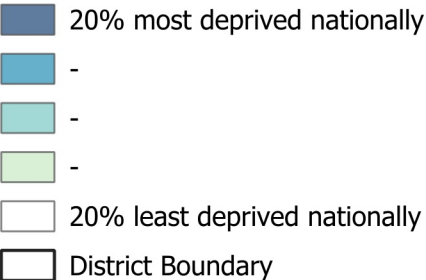 20% most deprived nationally
-
-
-
20% least deprived nationally
District Boundary